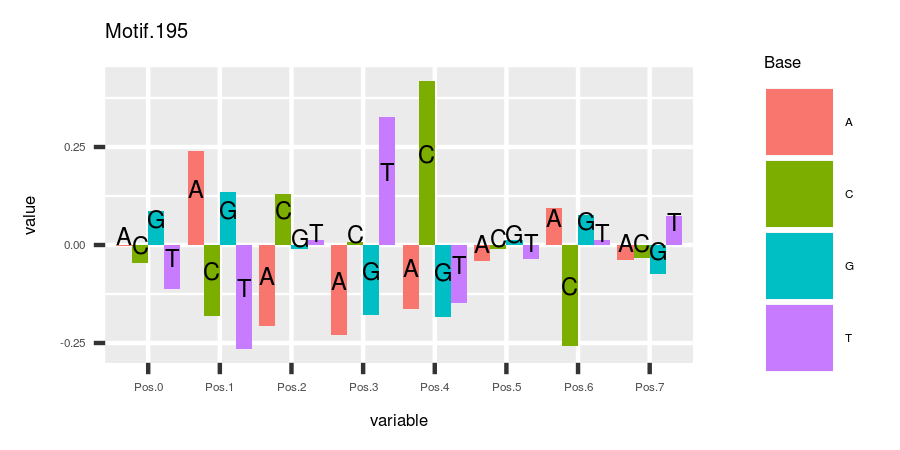 Motif.195
value
0.25
0.00
-0.25
A C G T A C G T A C G T A C G T A C G T A C G T A C G T A C G T
Pos.0 Pos.1 Pos.2 Pos.3 Pos.4 Pos.5 Pos.6 Pos.7
variable
Base
A
C
G
T